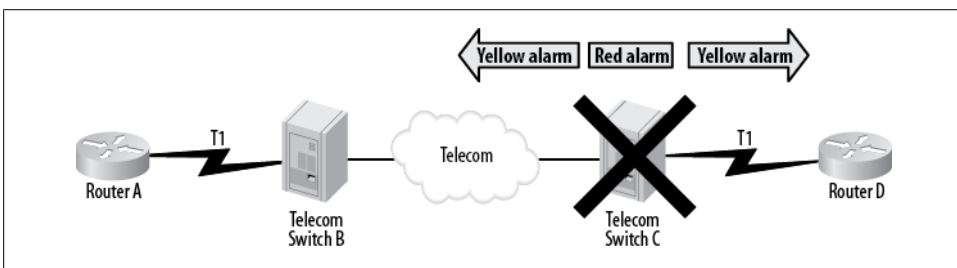 Yellow alarm
Red alarm
Yellow alarm
T1
Telecom
T1
Router A
Telecom
Switch B
Telecom
Switch C
Router D